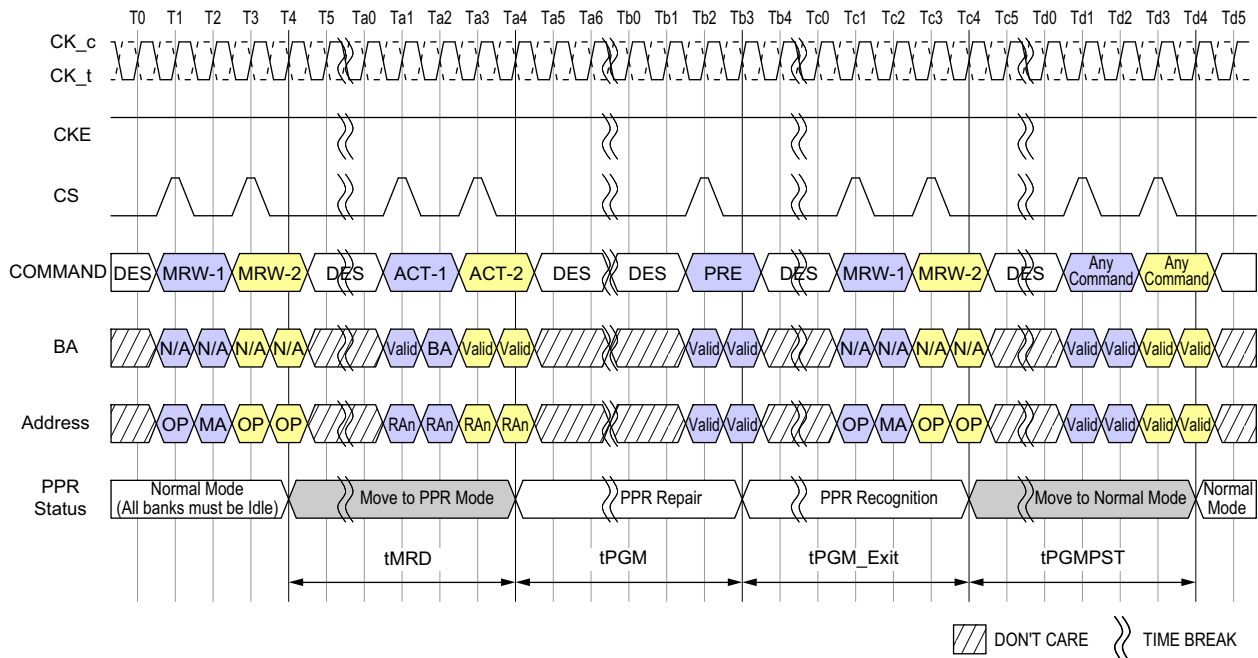 T0 T1 T2 T3 T4 T5 Ta0 Ta1 Ta2 Ta3 Ta4 Ta5 Ta6 Tb0 Tb1 Tb2 Tb3 Tb4 Tc0 Tc1 Tc2 Tc3 Tc4 Tc5 Td0 Td1 Td2 Td3 Td4 Td5
CK_c
CK_t
CKE
CS
COMMAND DES MRW-1 MRW-2 DES ACT-1 ACT-2 DES DES PRE DES MRW-1 MRW-2 DES Any Command Any Command
BA N/A N/A N/A N/A Valid BA Valid Valid Valid Valid N/A N/A N/A N/A Valid Valid Valid Valid
Address OP MA OP OP RAn RAn RAn RAn Valid Valid OP MA OP OP Valid Valid Valid Valid
PPR Status
Normal Mode
(All banks must be Idle)
Move to PPR Mode
PPR Repair
PPR Recognition
Move to Normal Mode
Normal Mode
tMRD tPGM tPGM_Exit tPGMPST
DON'T CARE TIME BREAK